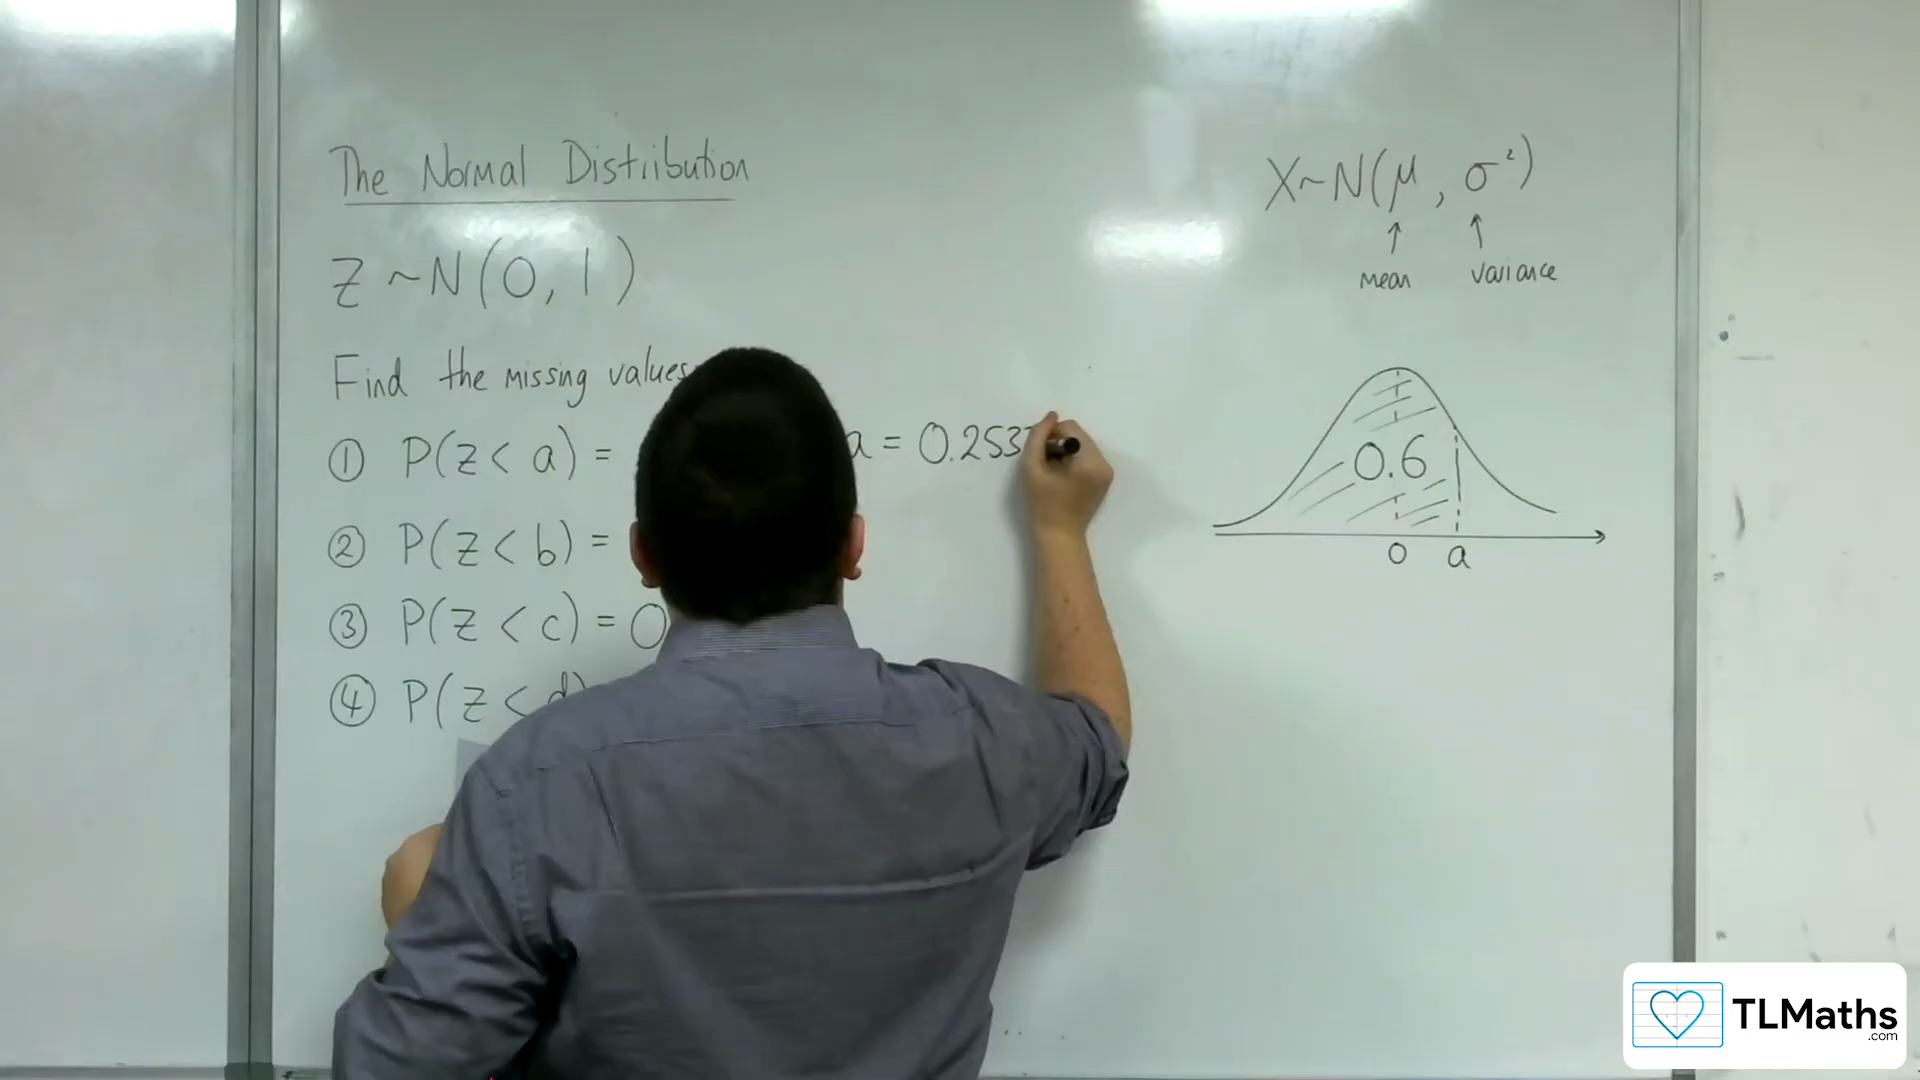 The Normal Distribution
Z ~ N(0, 1)
Find the missing values
① P(Z < a) =
a = 0.253
② P(Z < b) =
③ P(Z < c) = 0
④ P(Z < d)
X ~ N(μ, σ²)
↑ ↑
mean variance
0.6
0 a
TLMaths
.com